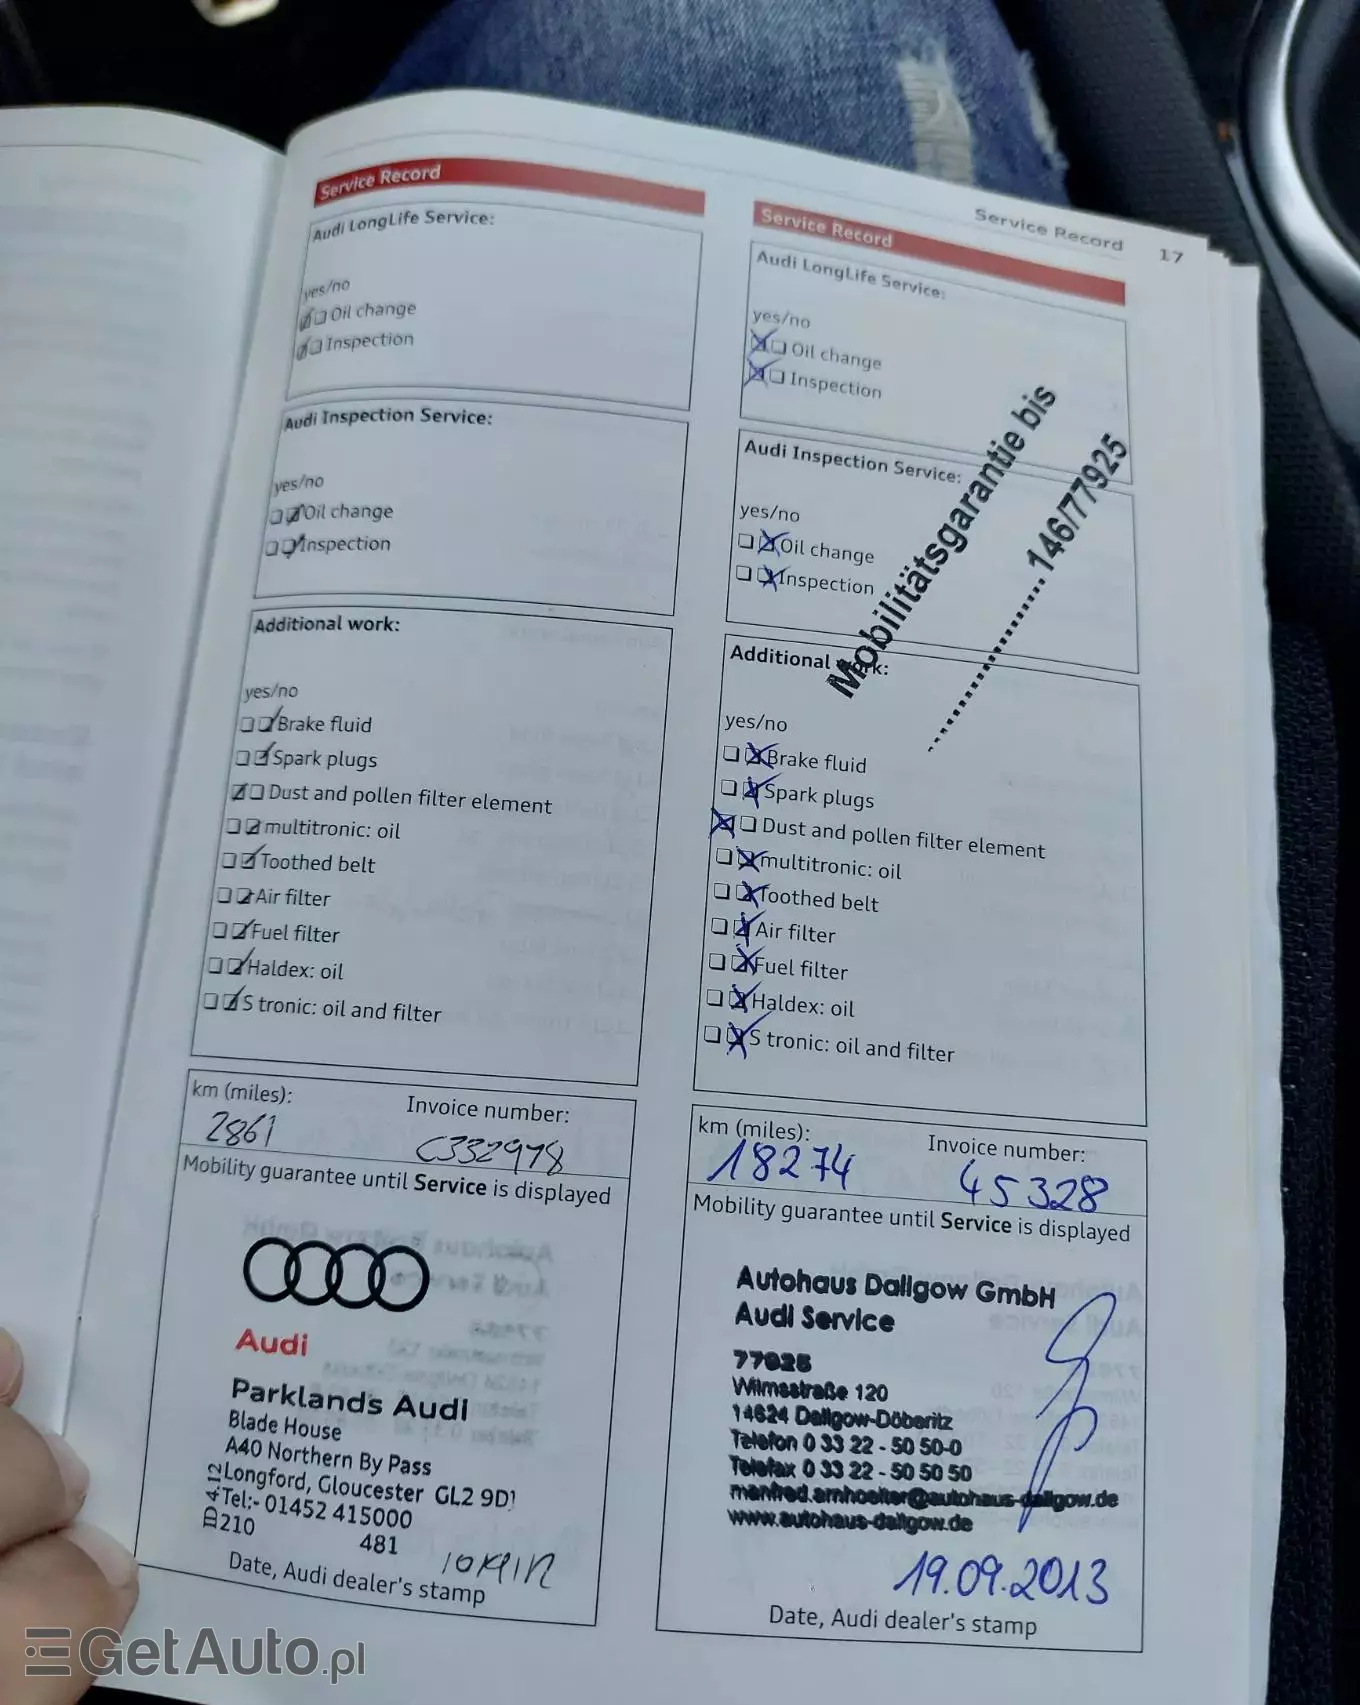 Service Record 17
Service Record
Audi LongLife Service:
yes/no
Oil change
Inspection
Audi Inspection Service:
yes/no
Oil change
Inspection
Additional work:
yes/no
Brake fluid
Spark plugs
Dust and pollen filter element
multitronic: oil
Toothed belt
Air filter
Fuel filter
Haldex: oil
S tronic: oil and filter
km (miles): Invoice number:
2861 C332978
Mobility guarantee until Service is displayed
Audi
Parklands Audi
Blade House
A40 Northern By Pass
Longford, Gloucester GL2 9D
Tel:- 01452 415000
210
481
Date, Audi dealer's stamp
Service Record
Audi LongLife Service:
yes/no
Oil change
Inspection
Audi Inspection Service:
yes/no
Oil change
Inspection
Mobilitätsgarantie bis
146/77925
Additional work:
yes/no
Brake fluid
Spark plugs
Dust and pollen filter element
multitronic: oil
Toothed belt
Air filter
Fuel filter
Haldex: oil
S tronic: oil and filter
km (miles): Invoice number:
18274 45328
Mobility guarantee until Service is displayed
Autohaus Dallgow GmbH
Audi Service
77925
Wilmsstraße 120
14624 Dallgow-Döberitz
Telefon 0 33 22 - 50 50-0
Telefax 0 33 22 - 50 50 50
manfred.arnhoelter@autohaus-dallgow.de
www.autohaus-dallgow.de
19.09.2013
Date, Audi dealer's stamp
GetAuto.pl